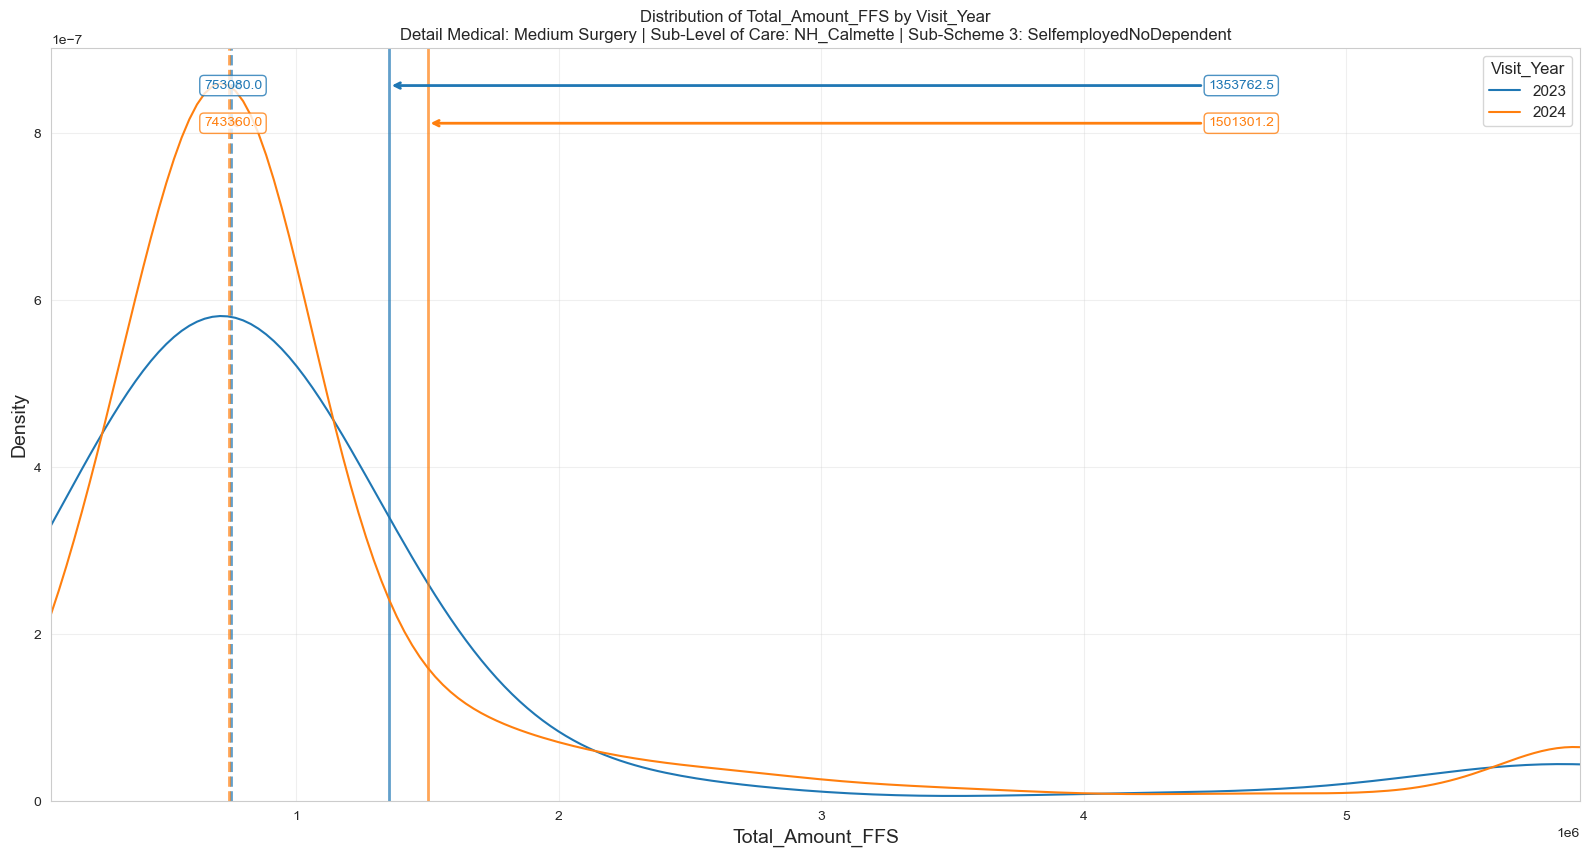 Distribution of Total_Amount_FFS by Visit_Year
Detail Medical: Medium Surgery | Sub-Level of Care: NH_Calmette | Sub-Scheme 3: SelfemployedNoDependent
1e−7
Visit_Year
2023
2024
753080.0
1353762.5
743360.0
1501301.2
8
6
4
2
0
Density
1
2
3
4
5
1e6
Total_Amount_FFS